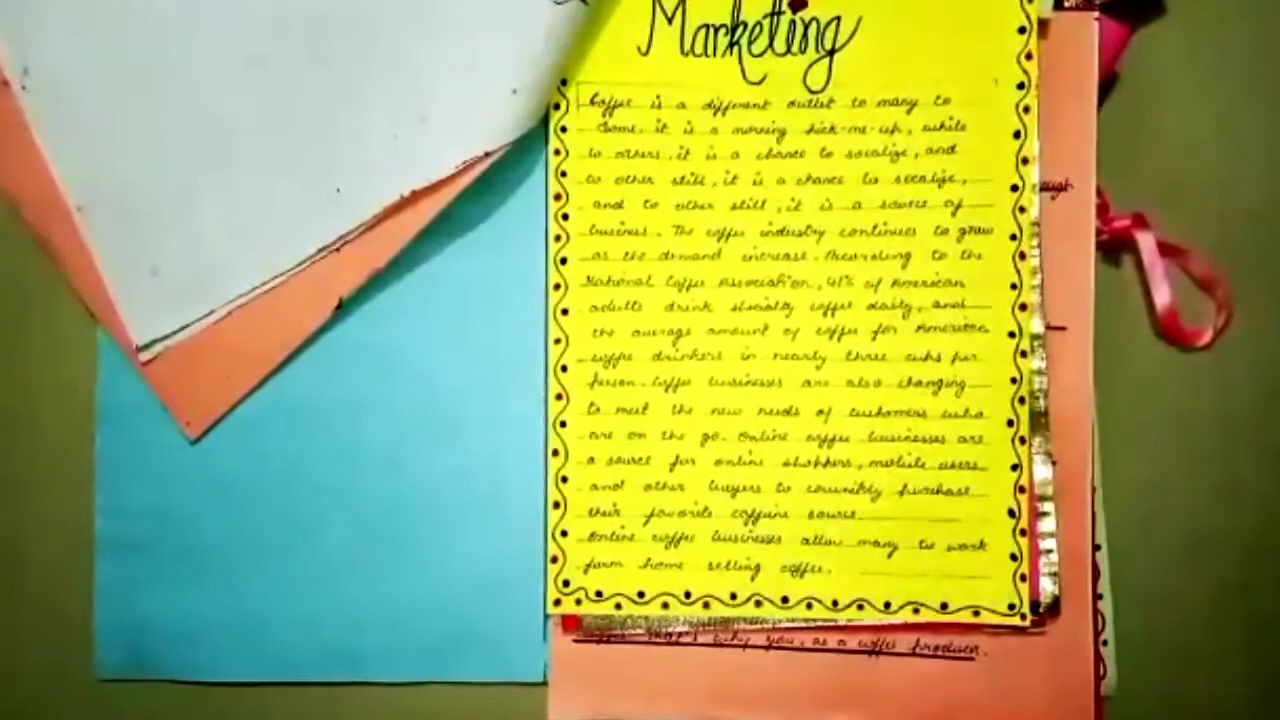 Marketing
Coffee is a different outlet to many to
Some, it is a morning kick-me-up, while
to others, it is a chance to socialize, and
to other still, it is a chance to socalize,
and to other still, it is a source of
business. The coffee industry continues to grow
as the demand increase. According to the
National Coffee Association, 41% of American
adults drink specialty coffee daily, and
the average amount of coffee for American
coffee drinkers in nearly three cups per
person. Coffee businesses are also changing
to meet the new needs of customers who
are on the go. Online coffee businesses are
a source for online shoppers, mobile users
and other buyers to purchase
their favorite caffeine source
Online coffee businesses allow many to work
farm home selling coffee.
that's why you, as a coffee producer.